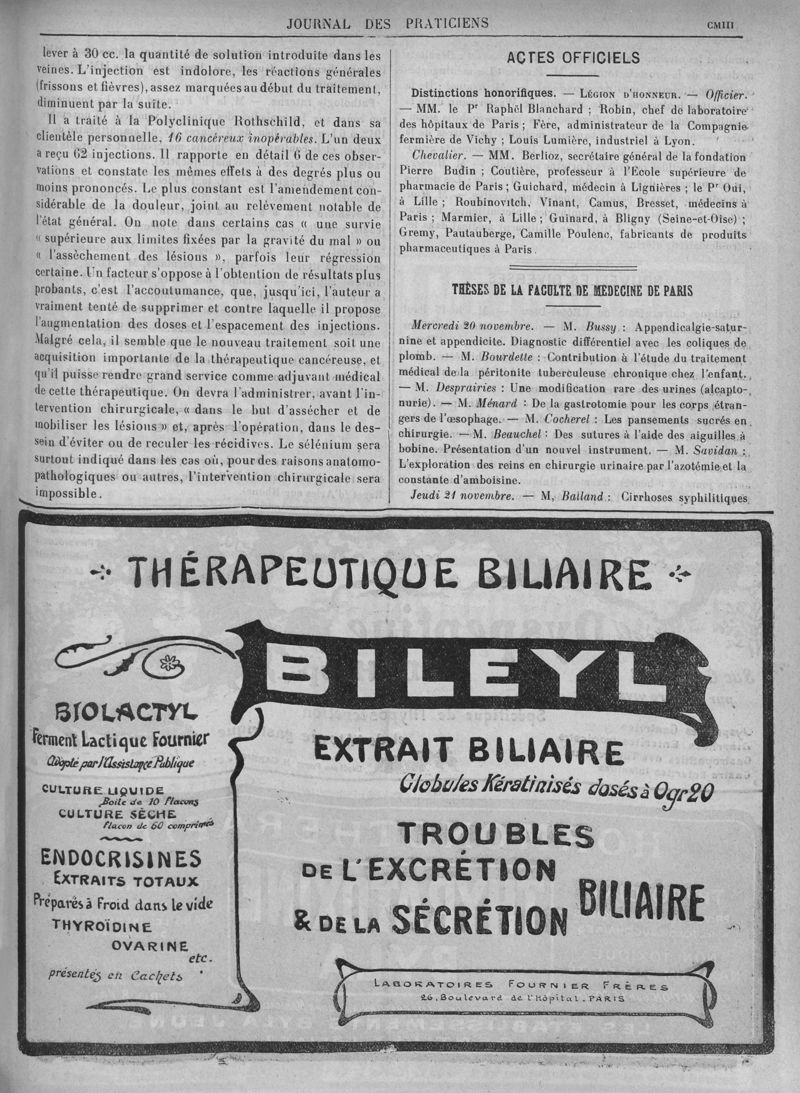 JOURNAL DES PRATICIENS
CMIII
lever à 30 cc. la quantité de solution introduite dans les
veines. L'injection est indolore, les réactions générales
(frissons et fièvres), assez marquées au début du traitement,
diminuent par la suite.
Il a traité à la Polyclinique Rothschild, et dans sa
clientèle personnelle, 16 cancéreux inopérables. L'un deux
a reçu 62 injections. Il rapporte en détail 6 de ces obser-
vations et constate les mêmes effets à des degrés plus ou
moins prononcés. Le plus constant est l'amendement con-
sidérable de la douleur, joint au relèvement notable de
l'état général. On note dans certains cas « une survie
« supérieure aux limites fixées par la gravité du mal » ou
« l'assèchement des lésions », parfois leur régression
certaine. Un facteur s'oppose à l'obtention de résultats plus
probants, c'est l'accoutumance, que, jusqu'ici, l'auteur a
vraiment tenté de supprimer et contre laquelle il propose
l'augmentation des doses et l'espacement des injections.
Malgré cela, il semble que le nouveau traitement soit une
acquisition importante de la thérapeutique cancéreuse, et
qu'il puisse rendre grand service comme adjuvant médical
de cette thérapeutique. On devra l'administrer, avant l'in-
tervention chirurgicale, « dans le but d'assécher et de
mobiliser les lésions » et, après l'opération, dans le des-
sein d'éviter ou de reculer les récidives. Le sélénium sera
surtout indiqué dans les cas où, pour des raisons anatomo-
pathologiques ou autres, l'intervention chirurgicale sera
impossible.
ACTES OFFICIELS
Distinctions honorifiques. — LÉGION D'HONNEUR. — Officier.
— MM. le Pr Raphël Blanchard ; Robin, chef de laboratoire
des hôpitaux de Paris ; Fère, administrateur de la Compagnie
fermière de Vichy ; Louis Lumière, industriel à Lyon.
Chevalier. — MM. Berlioz, secrétaire général de la fondation
Pierre Budin ; Coutière, professeur à l'Ecole supérieure de
pharmacie de Paris ; Guichard, médecin à Lignières ; le Pr Oui,
à Lille ; Roubinovitch, Vinant, Camus, Bresset, médecins à
Paris ; Marmier, à Lille ; Guinard, à Bligny (Seine-et-Oise) ;
Gremy, Pautauberge, Camille Poulenc, fabricants de produits
pharmaceutiques à Paris.
THÈSES DE LA FACULTE DE MEDECINE DE PARIS
Mercredi 20 novembre. — M. Bussy : Appendicalgie-satur-
nine et appendicite. Diagnostic différentiel avec les coliques de
plomb. — M. Bourdette : Contribution à l'étude du traitement
médical de la péritonite tuberculeuse chronique chez l'enfant.
— M. Desprairies : Une modification rare des urines (alcapto-
nurie). — M. Ménard : De la gastrotomie pour les corps étran-
gers de l'œsophage. — M. Cocherel : Les pansements sucrés en
chirurgie. — M. Beauchel : Des sutures à l'aide des aiguilles à
bobine. Présentation d'un nouvel instrument. — M. Savidan :
L'exploration des reins en chirurgie urinaire par l'azotémie et la
constante d'amboisine.
Jeudi 21 novembre. — M, Balland : Cirrhoses syphilitiques
THÉRAPEUTIQUE BILIAIRE
BILEYL
BIOLACTYL
Ferment Lactique Fournier
Adopté par l'Assistance Publique
CULTURE LIQUIDE
Boite de 10 Flacons
CULTURE SÈCHE
Flacon de 60 comprimés
ENDOCRISINES
EXTRAITS TOTAUX
Préparés à Froid dans le vide
THYROÏDINE
OVARINE
etc.
présentés en Cachets
EXTRAIT BILIAIRE
Globules Kératinisés dosés à 0gr20
TROUBLES
DE L'EXCRÉTION
& DE LA SÉCRÉTION BILIAIRE
LABORATOIRES FOURNIER FRÈRES
26, Boulevard de l'Hôpital - PARIS